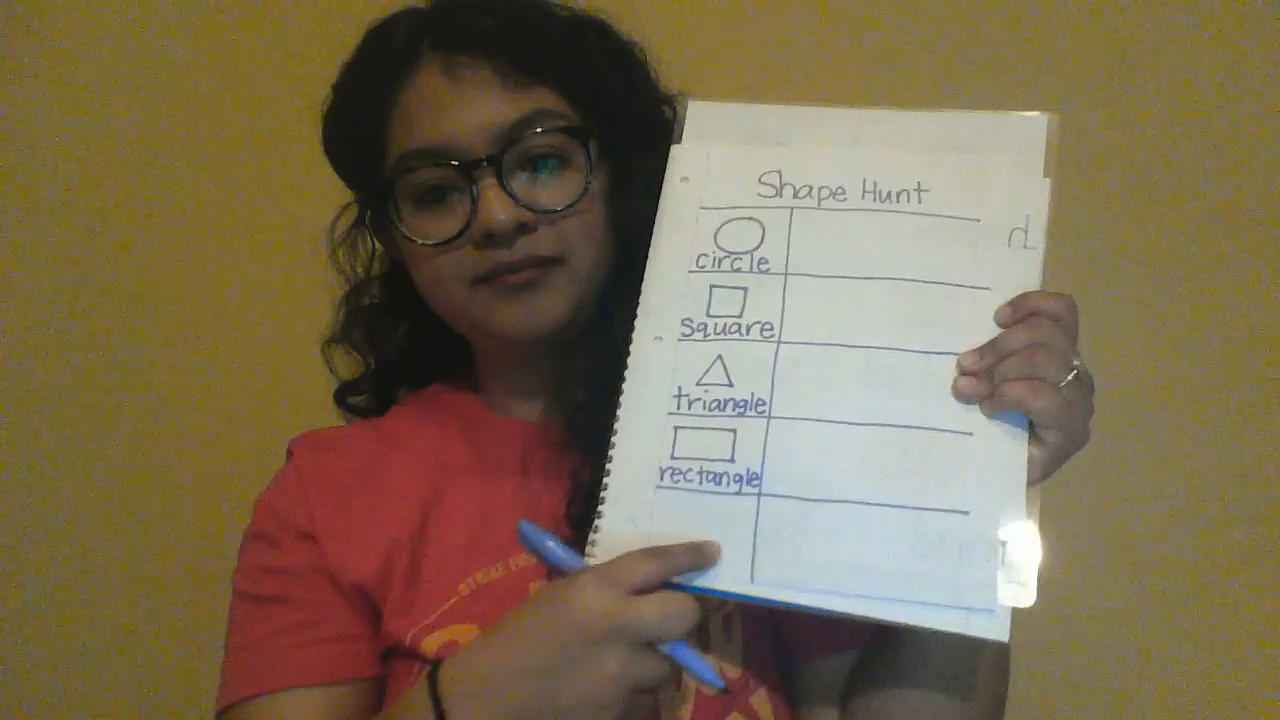 Shape Hunt
circle
square
triangle
rectangle